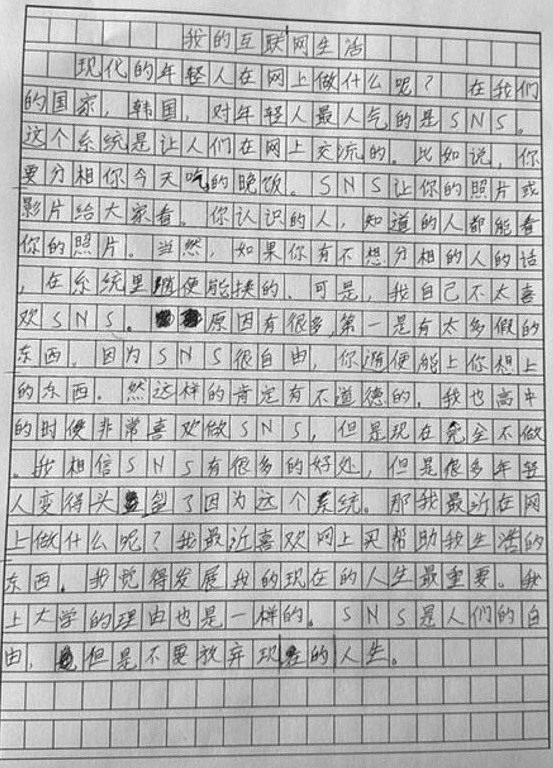 我的互联网生活
现代的年轻人在网上做什么呢？ 在我们
的国家，韩国，对年轻人最人气的是SNS。
这个系统是让人们在网上交流的。比如说，你
要分相你今天吃的晚饭。SNS让你的照片或
影片给大家看。你认识的人，知道的人都能看
你的照片。当然，如果你有不想分相的人的话
，在系统里随便能换的。可是，我自己不太喜
欢SNS。原因有很多，第一是有太多假的
东西，因为SNS很自由，你随便能上你想上
的东西。然这样的肯定有不道德的。我也高中
的时侯非常喜欢做SNS，但是现在完全不做
。我相信SNS有很多的好处，但是很多年轻
人变得头 了因为这个系统。那我最近在网
上做什么呢？我最近喜欢网上买帮助我生活的
东西。我觉得发展我的现在的人生最重要。我
上大学的理由也是一样的。SNS是人们的自
由，但是不要放弃现在的人生。